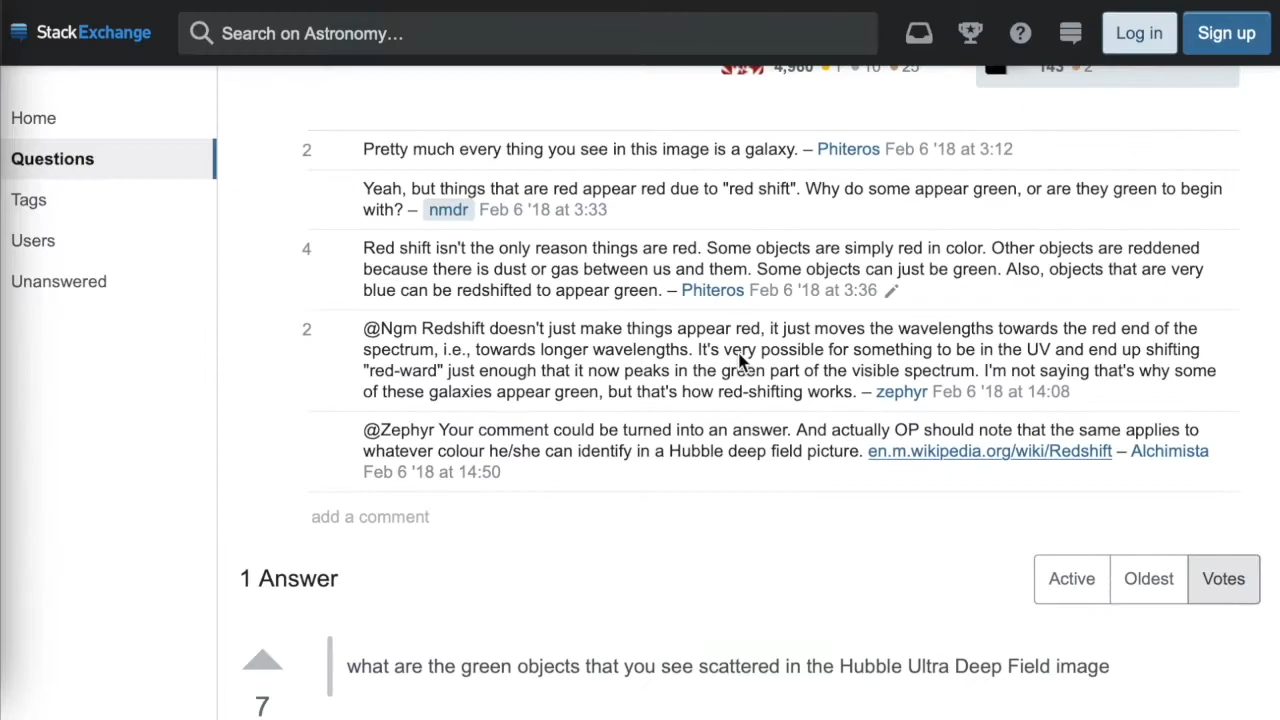 StackExchange
Search on Astronomy...
Log in
Sign up
4,960 1 10 25
143 2
Home
Questions
Tags
Users
Unanswered
2
Pretty much every thing you see in this image is a galaxy. – Phiteros Feb 6 '18 at 3:12
Yeah, but things that are red appear red due to "red shift". Why do some appear green, or are they green to begin
with? – nmdr Feb 6 '18 at 3:33
4
Red shift isn't the only reason things are red. Some objects are simply red in color. Other objects are reddened
because there is dust or gas between us and them. Some objects can just be green. Also, objects that are very
blue can be redshifted to appear green. – Phiteros Feb 6 '18 at 3:36
2
@Ngm Redshift doesn't just make things appear red, it just moves the wavelengths towards the red end of the
spectrum, i.e., towards longer wavelengths. It's very possible for something to be in the UV and end up shifting
"red-ward" just enough that it now peaks in the green part of the visible spectrum. I'm not saying that's why some
of these galaxies appear green, but that's how red-shifting works. – zephyr Feb 6 '18 at 14:08
@Zephyr Your comment could be turned into an answer. And actually OP should note that the same applies to
whatever colour he/she can identify in a Hubble deep field picture. en.m.wikipedia.org/wiki/Redshift – Alchimista
Feb 6 '18 at 14:50
add a comment
1 Answer
Active
Oldest
Votes
what are the green objects that you see scattered in the Hubble Ultra Deep Field image
7